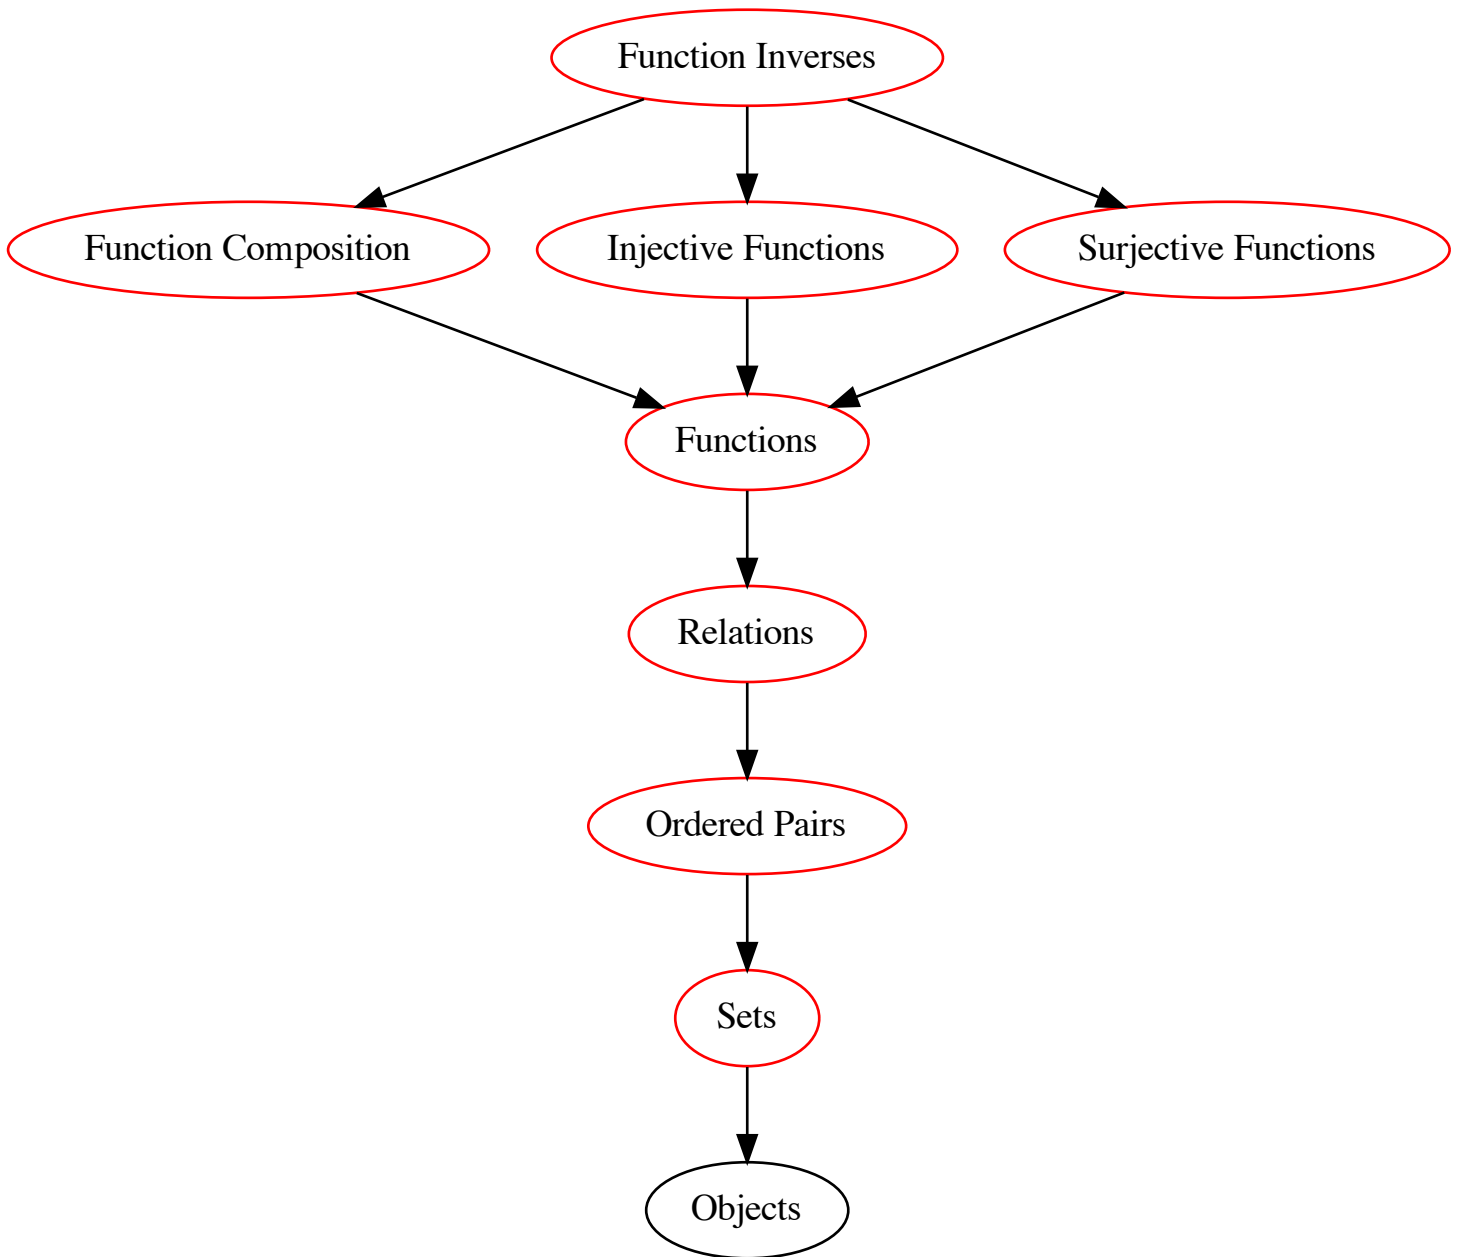 Function Inverses
Function Composition
Injective Functions
Surjective Functions
Functions
Relations
Ordered Pairs
Sets
Objects